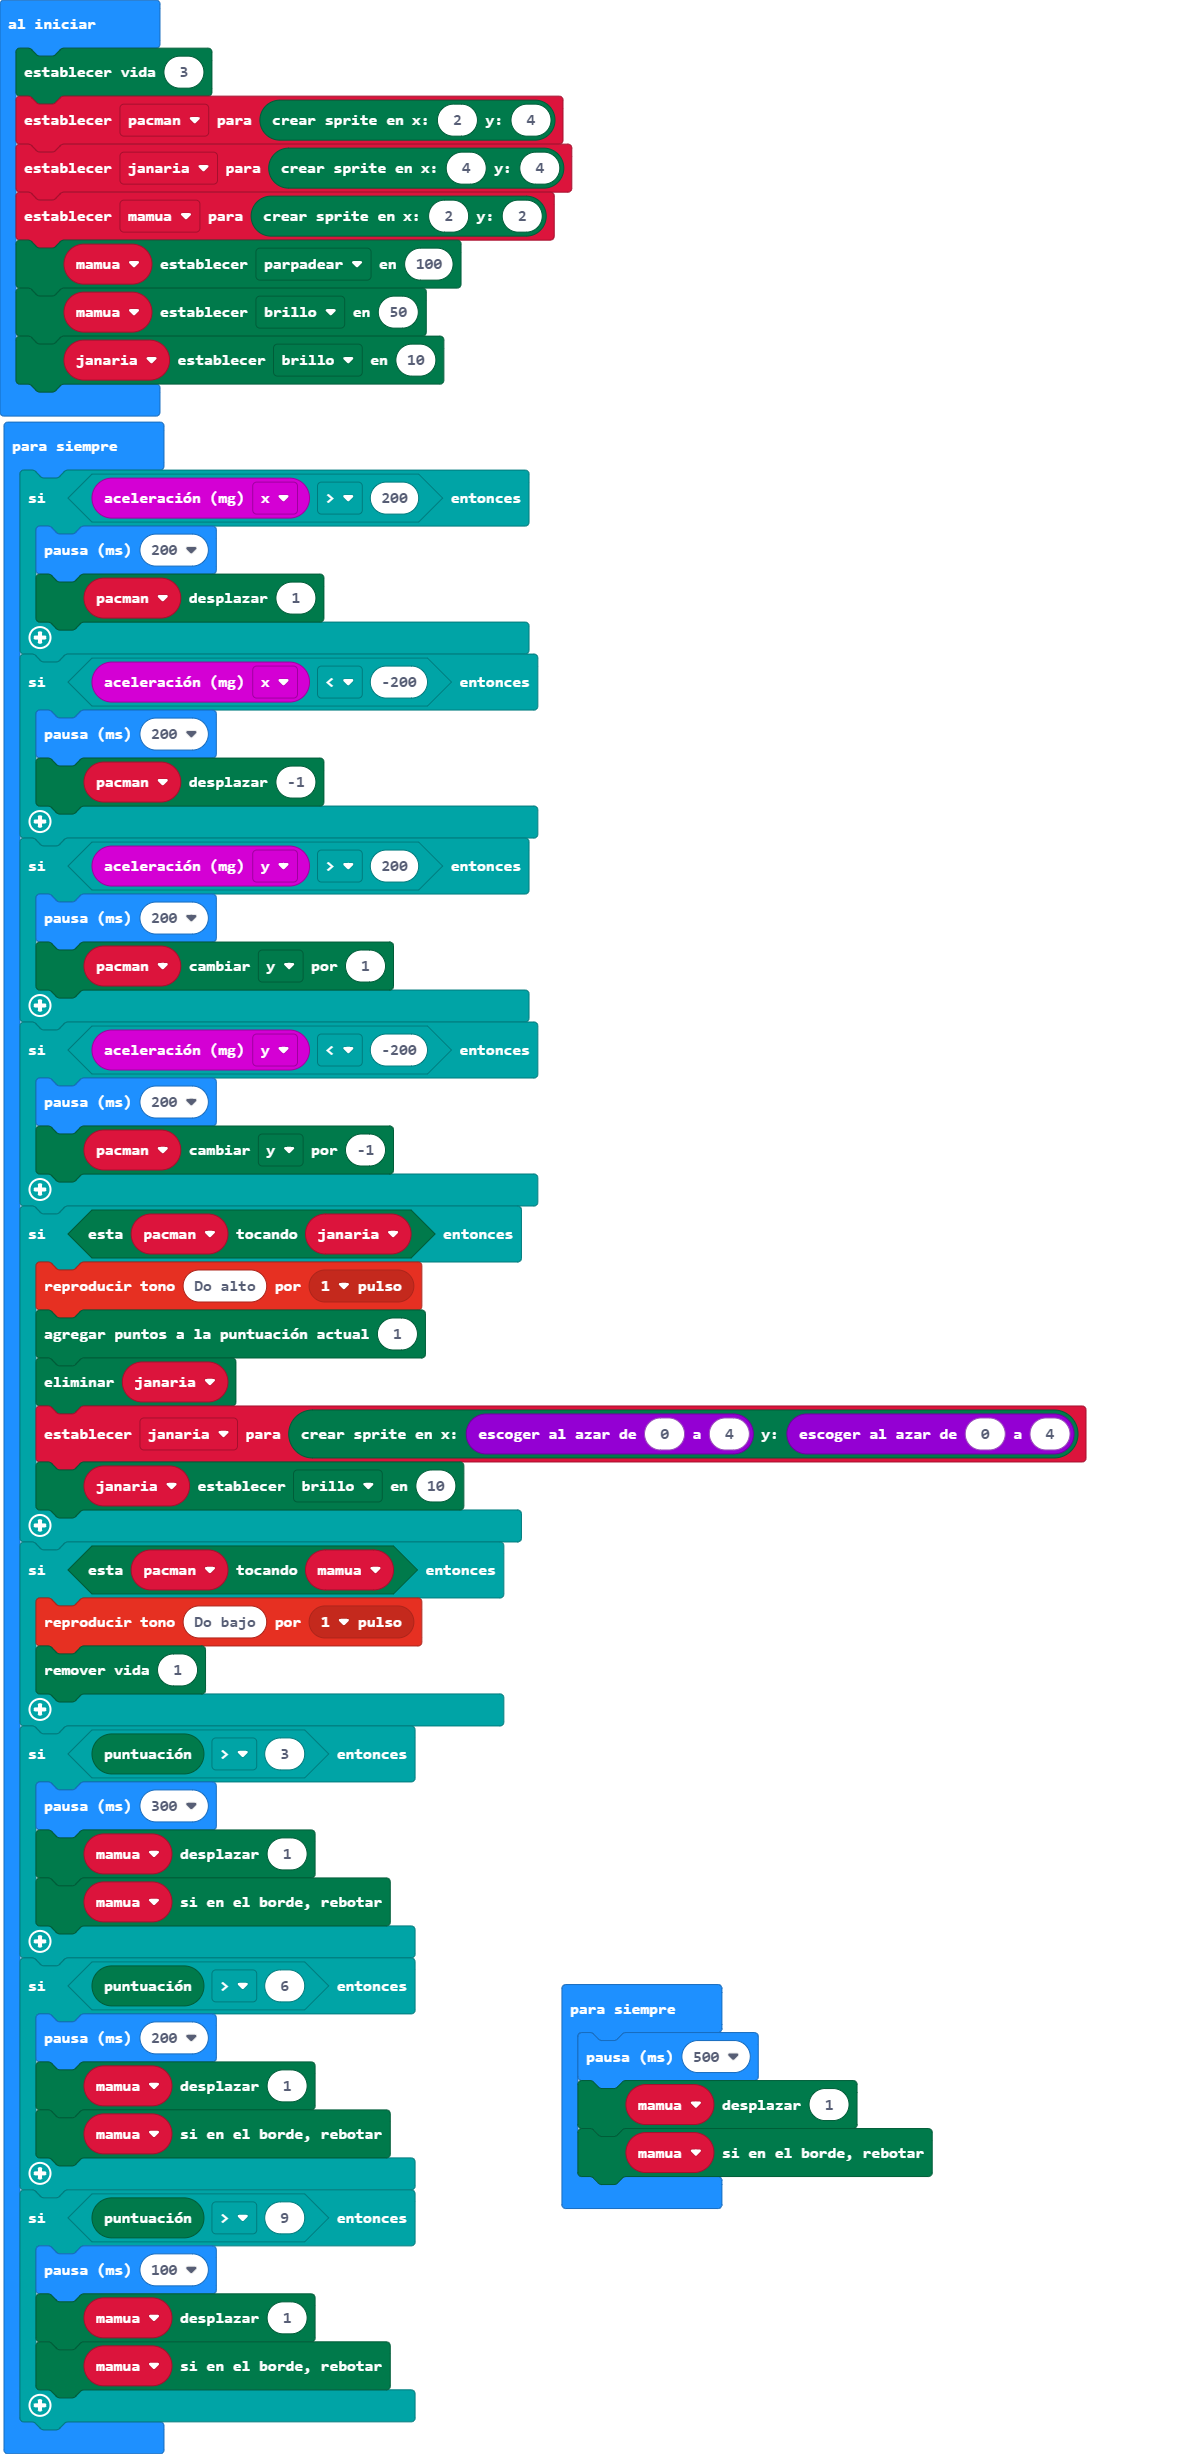 al iniciar
establecer vida 3
establecer pacman para crear sprite en x: 2 y: 4
establecer janaria para crear sprite en x: 4 y: 4
establecer mamua para crear sprite en x: 2 y: 2
mamua establecer parpadear en 100
mamua establecer brillo en 50
janaria establecer brillo en 10
para siempre
si aceleración (mg) x > 200 entonces
pausa (ms) 200
pacman desplazar 1
si aceleración (mg) x < -200 entonces
pausa (ms) 200
pacman desplazar -1
si aceleración (mg) y > 200 entonces
pausa (ms) 200
pacman cambiar y por 1
si aceleración (mg) y < -200 entonces
pausa (ms) 200
pacman cambiar y por -1
si esta pacman tocando janaria entonces
reproducir tono Do alto por 1 pulso
agregar puntos a la puntuación actual 1
eliminar janaria
establecer janaria para crear sprite en x: escoger al azar de 0 a 4 y: escoger al azar de 0 a 4
janaria establecer brillo en 10
si esta pacman tocando mamua entonces
reproducir tono Do bajo por 1 pulso
remover vida 1
si puntuación > 3 entonces
pausa (ms) 300
mamua desplazar 1
mamua si en el borde, rebotar
si puntuación > 6 entonces
pausa (ms) 200
mamua desplazar 1
mamua si en el borde, rebotar
si puntuación > 9 entonces
pausa (ms) 100
mamua desplazar 1
mamua si en el borde, rebotar
para siempre
pausa (ms) 500
mamua desplazar 1
mamua si en el borde, rebotar